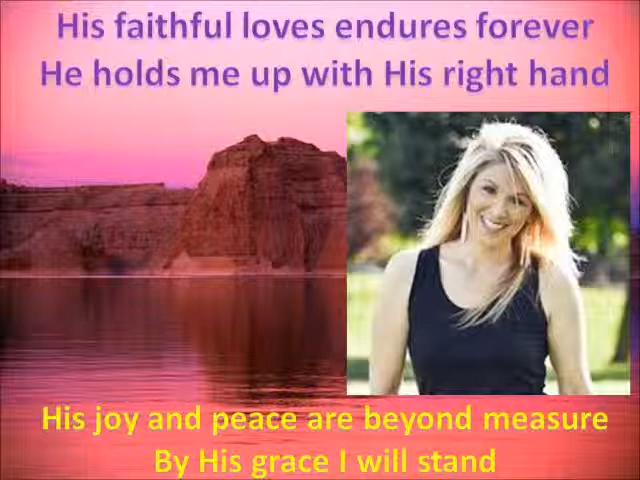 His faithful loves endures forever
He holds me up with His right hand
His joy and peace are beyond measure
By His grace I will stand